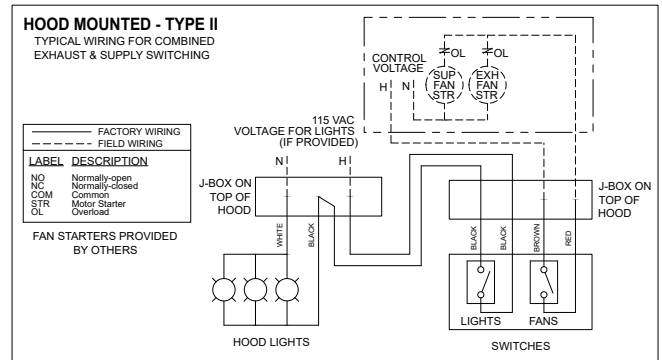 HOOD MOUNTED - TYPE II
TYPICAL WIRING FOR COMBINED
EXHAUST & SUPPLY SWITCHING
FACTORY WIRING
FIELD WIRING
LABEL DESCRIPTION
NO Normally-open
NC Normally-closed
COM Common
STR Motor Starter
OL Overload
FAN STARTERS PROVIDED
BY OTHERS
OL OL
CONTROL
VOLTAGE
H N
SUP
FAN
STR
EXH
FAN
STR
115 VAC
VOLTAGE FOR LIGHTS
(IF PROVIDED)
N H
J-BOX ON
TOP OF
HOOD
J-BOX ON
TOP OF
HOOD
WHITE
BLACK
BLACK
BLACK
BROWN
RED
LIGHTS FANS
HOOD LIGHTS
SWITCHES